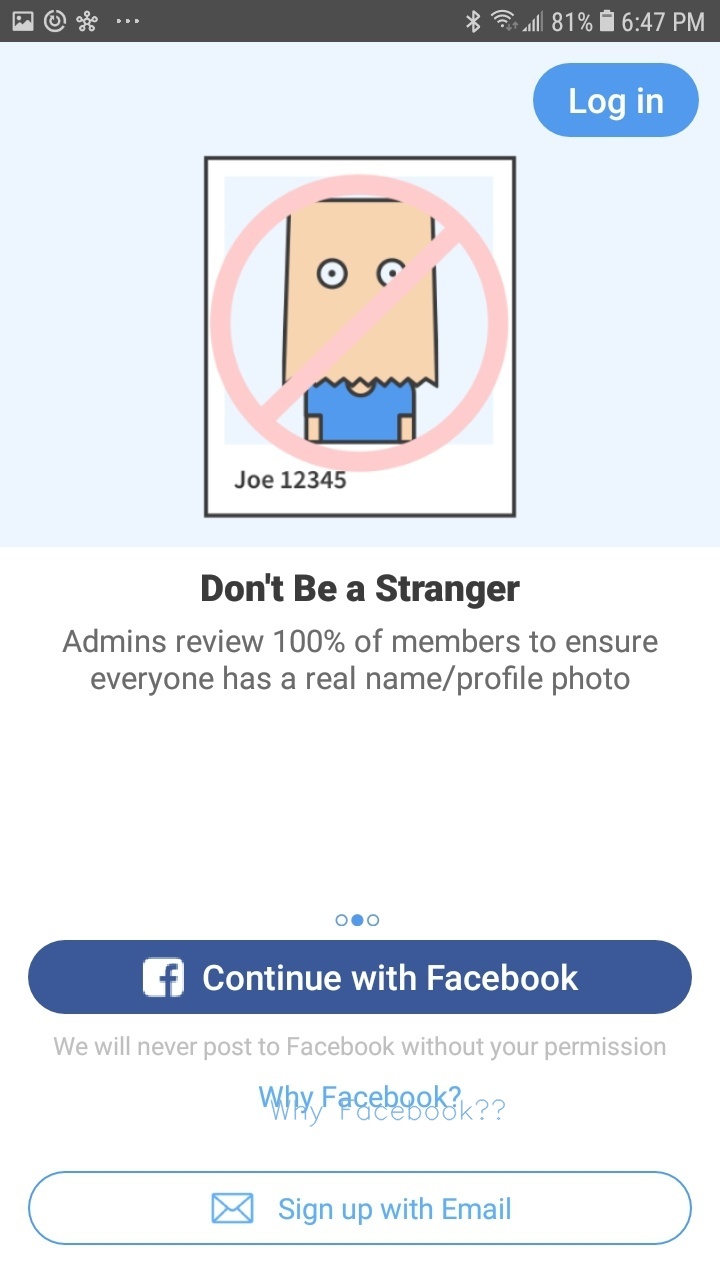 81% 6:47 PM
Log in
Joe 12345
Don't Be a Stranger
Admins review 100% of members to ensure
everyone has a real name/profile photo
Continue with Facebook
We will never post to Facebook without your permission
Why Facebook?
Why Facebook??
Sign up with Email